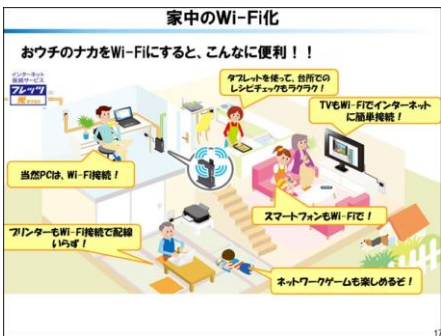 家中のWi-Fi化
おウチのナカをWi-Fiにすると、こんなに便利！！
インターネット
接続サービス
フレッツ
光
タブレットを使って、台所での
レシピチェックもラクラク！
TVもWi-Fiでインターネット
に簡単接続！
当然PCは、Wi-Fi接続！
スマートフォンもWi-Fiで！
プリンターもWi-Fi接続で配線
いらず！
ネットワークゲームも楽しめるぞ！
17